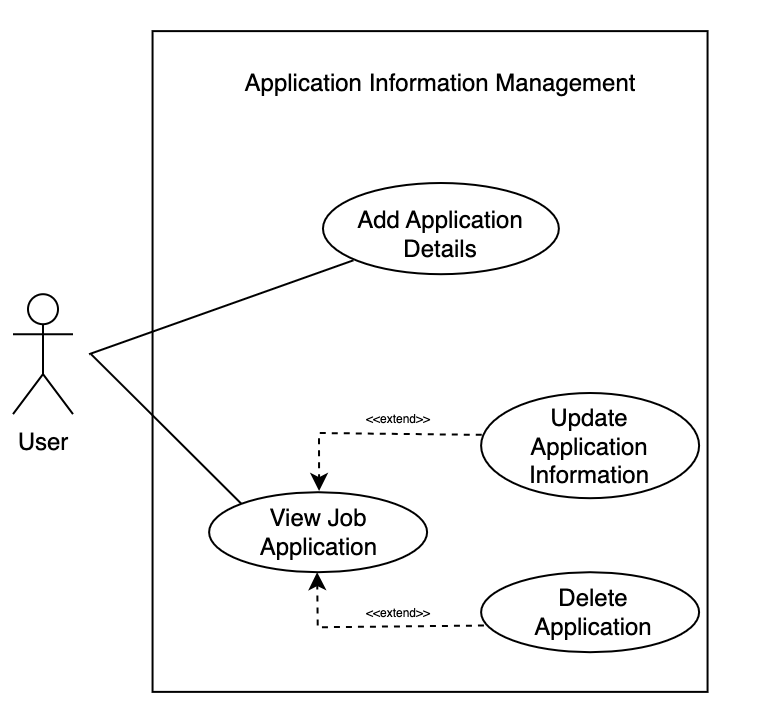 Application Information Management
Add Application
Details
User
<<extend>>
Update
Application
Information
View Job
Application
<<extend>>
Delete
Application